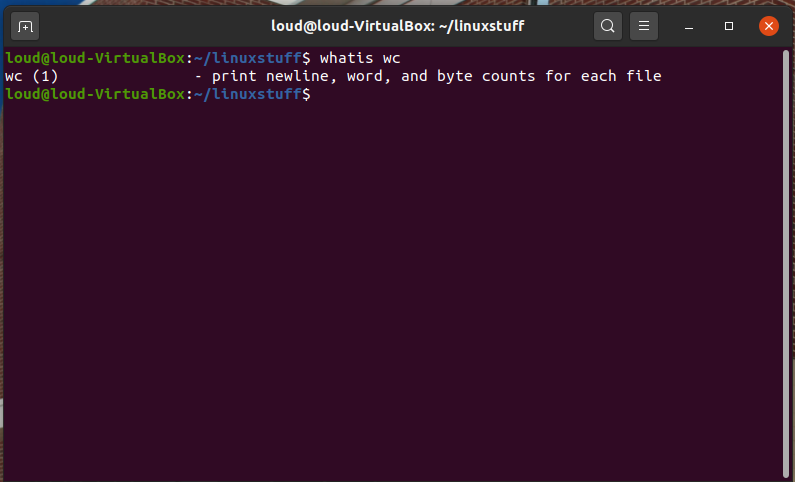 loud@loud-VirtualBox: ~/linuxstuff
loud@loud-VirtualBox:~/linuxstuff$ whatis wc
wc (1)               - print newline, word, and byte counts for each file
loud@loud-VirtualBox:~/linuxstuff$